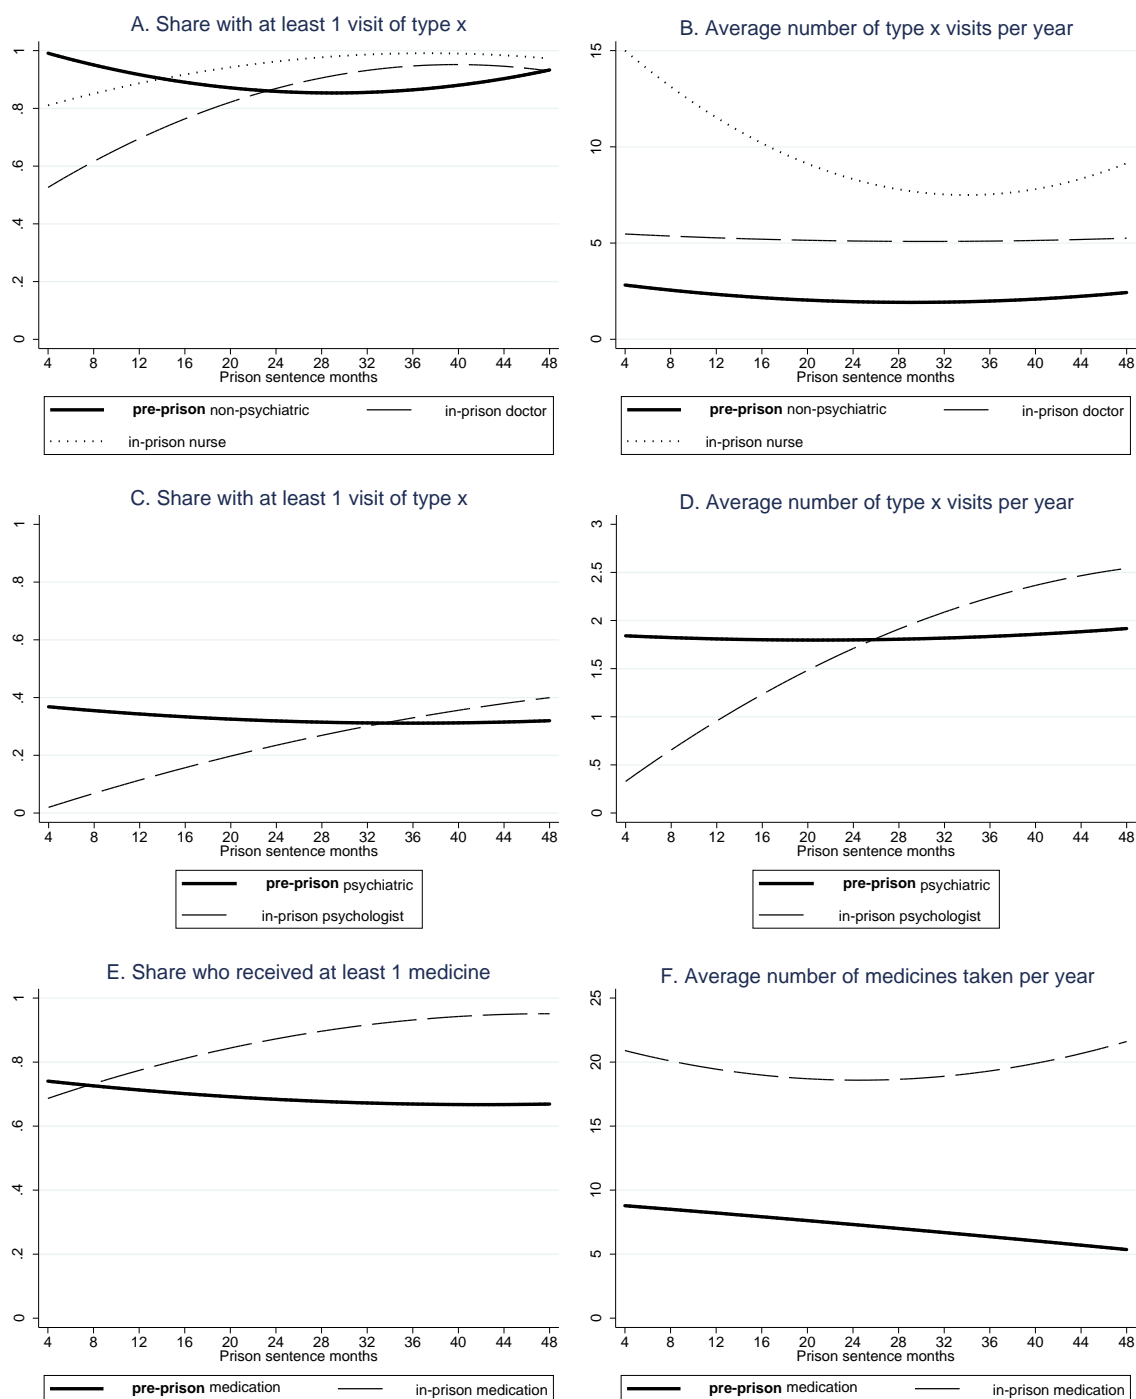 A. Share with at least 1 visit of type x
1
.8
.6
.4
.2
0
4 8 12 16 20 24 28 32 36 40 44 48
Prison sentence months
pre-prison non-psychiatric in-prison doctor
in-prison nurse
B. Average number of type x visits per year
15
10
5
0
4 8 12 16 20 24 28 32 36 40 44 48
Prison sentence months
pre-prison non-psychiatric in-prison doctor
in-prison nurse
C. Share with at least 1 visit of type x
1
.8
.6
.4
.2
0
4 8 12 16 20 24 28 32 36 40 44 48
Prison sentence months
pre-prison psychiatric
in-prison psychologist
D. Average number of type x visits per year
3
2.5
2
1.5
1
.5
0
4 8 12 16 20 24 28 32 36 40 44 48
Prison sentence months
pre-prison psychiatric
in-prison psychologist
E. Share who received at least 1 medicine
1
.8
.6
.4
.2
0
4 8 12 16 20 24 28 32 36 40 44 48
Prison sentence months
pre-prison medication in-prison medication
F. Average number of medicines taken per year
25
20
15
10
5
0
4 8 12 16 20 24 28 32 36 40 44 48
Prison sentence months
pre-prison medication in-prison medication